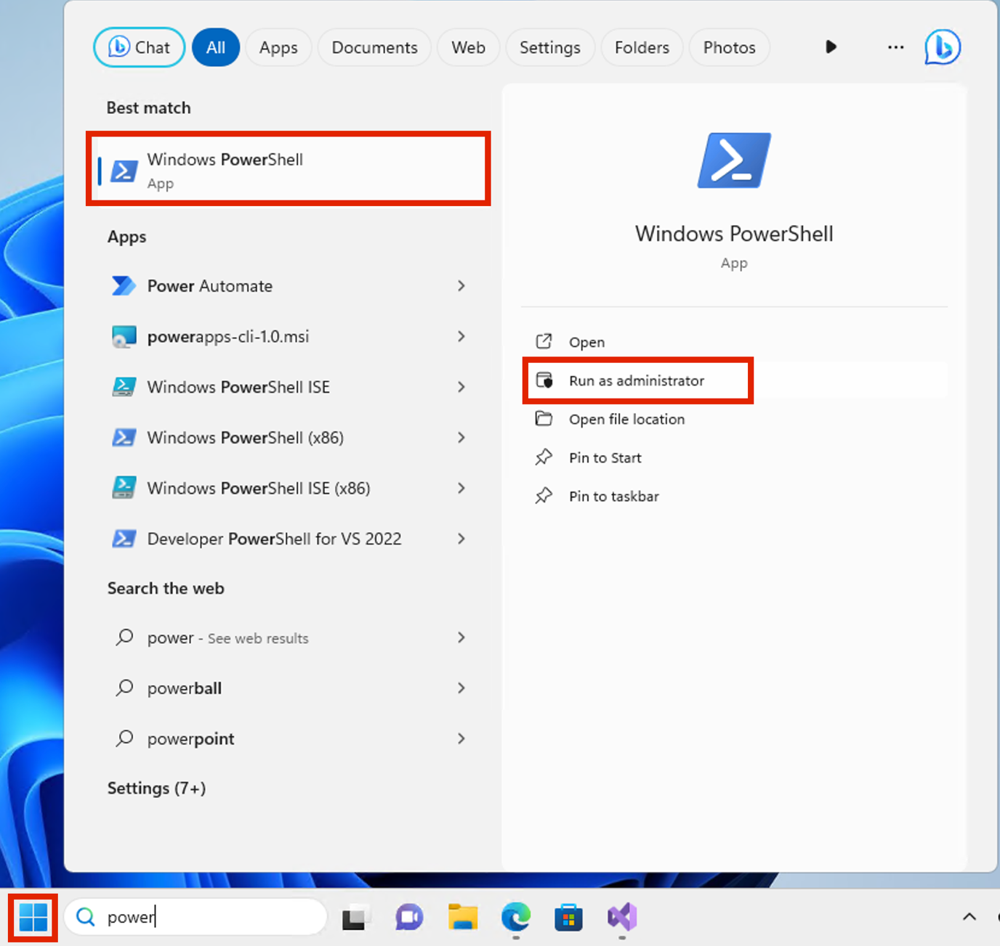 Chat
All
Apps
Documents
Web
Settings
Folders
Photos
Best match
Windows PowerShell
App
Apps
Power Automate
powerapps-cli-1.0.msi
Windows PowerShell ISE
Windows PowerShell (x86)
Windows PowerShell ISE (x86)
Developer PowerShell for VS 2022
Search the web
power - See web results
powerball
powerpoint
Settings (7+)
Windows PowerShell
App
Open
Run as administrator
Open file location
Pin to Start
Pin to taskbar
power